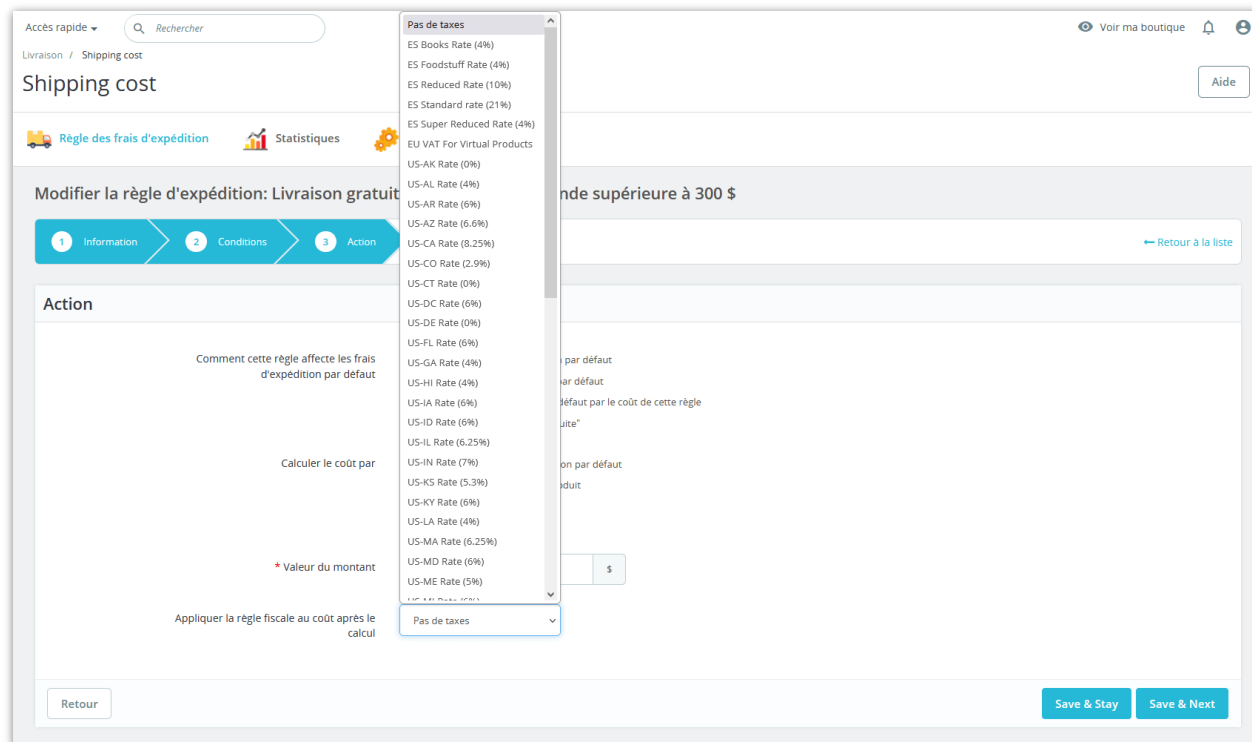 Accès rapide
Rechercher
Voir ma boutique
Livraison / Shipping cost
Shipping cost
Aide
Règle des frais d'expédition
Statistiques
Modifier la règle d'expédition: Livraison gratuit
nde supérieure à 300 $
1 Information
2 Conditions
3 Action
Retour à la liste
Action
Comment cette règle affecte les frais
d'expédition par défaut
par défaut
par défaut
défaut par le coût de cette règle
uite"
Calculer le coût par
on par défaut
oduit
* Valeur du montant
$
Appliquer la règle fiscale au coût après le
calcul
Pas de taxes
Pas de taxes
ES Books Rate (4%)
ES Foodstuff Rate (4%)
ES Reduced Rate (10%)
ES Standard rate (21%)
ES Super Reduced Rate (4%)
EU VAT For Virtual Products
US-AK Rate (0%)
US-AL Rate (4%)
US-AR Rate (6%)
US-AZ Rate (6.6%)
US-CA Rate (8.25%)
US-CO Rate (2.9%)
US-CT Rate (0%)
US-DC Rate (6%)
US-DE Rate (0%)
US-FL Rate (6%)
US-GA Rate (4%)
US-HI Rate (4%)
US-IA Rate (6%)
US-ID Rate (6%)
US-IL Rate (6.25%)
US-IN Rate (7%)
US-KS Rate (5.3%)
US-KY Rate (6%)
US-LA Rate (4%)
US-MA Rate (6.25%)
US-MD Rate (6%)
US-ME Rate (5%)
US-MI Rate (6%)
Retour
Save & Stay
Save & Next